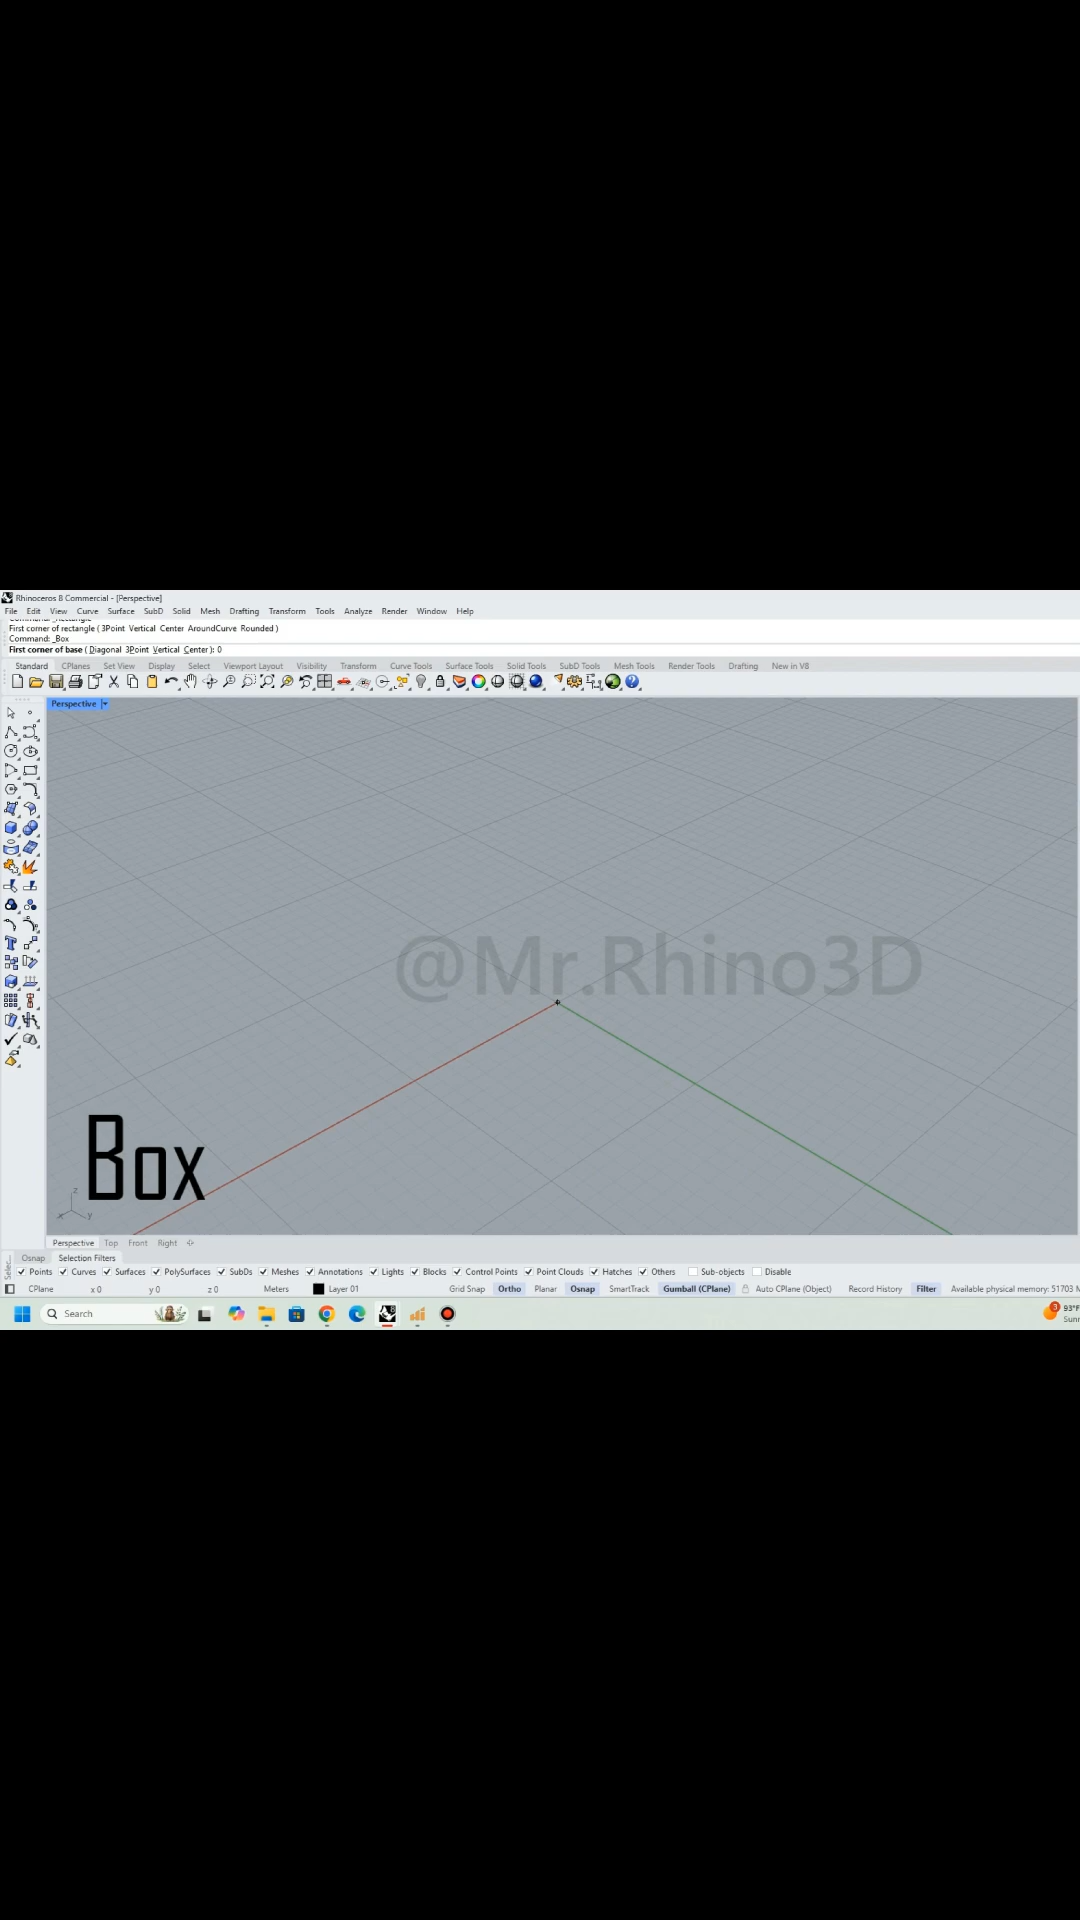 Rhinoceros 8 Commercial - [Perspective]
File Edit View Curve Surface SubD Solid Mesh Drafting Transform Tools Analyze Render Window Help
First corner of rectangle ( 3Point Vertical Center AroundCurve Rounded )
Command: _Box
First corner of base ( Diagonal 3Point Vertical Center ): 0
Standard CPlanes Set View Display Select Viewport Layout Visibility Transform Curve Tools Surface Tools Solid Tools SubD Tools Mesh Tools Render Tools Drafting New in V8
Perspective
@Mr.Rhino3D
Box
z
x y
Perspective Top Front Right
Osnap Selection Filters
Points Curves Surfaces PolySurfaces SubDs Meshes Annotations Lights Blocks Control Points Point Clouds Hatches Others Sub-objects Disable
CPlane x 0 y 0 z 0 Meters Layer 01 Grid Snap Ortho Planar Osnap SmartTrack Gumball (CPlane) Auto CPlane (Object) Record History Filter Available physical memory: 51703 M
Search
3
93°F
Sunn